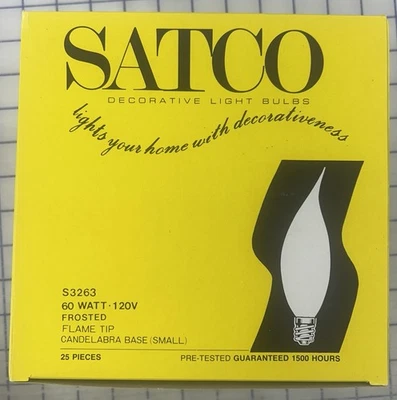 SATCO
DECORATIVE LIGHT BULBS
lights your home with decorativeness
S3263
60 WATT · 120V
FROSTED
FLAME TIP
CANDELABRA BASE (SMALL)
25 PIECES
PRE-TESTED GUARANTEED 1500 HOURS